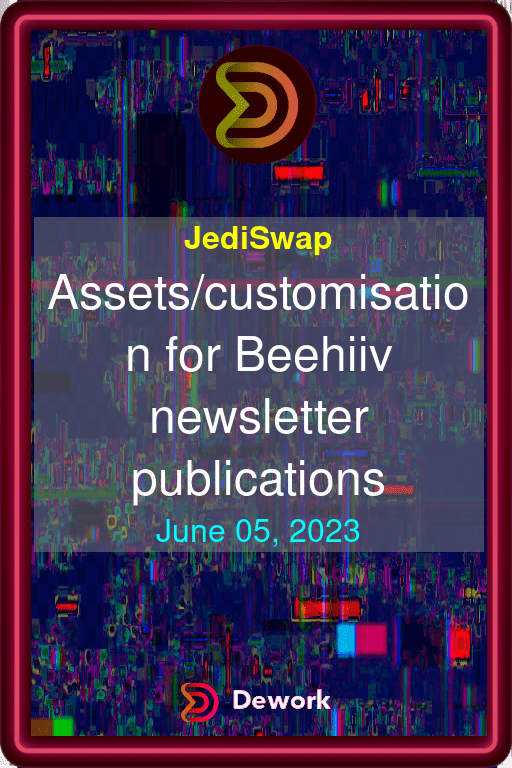 JediSwap
Assets/customisatio
n for Beehiiv
newsletter
publications
June 05, 2023
Dework